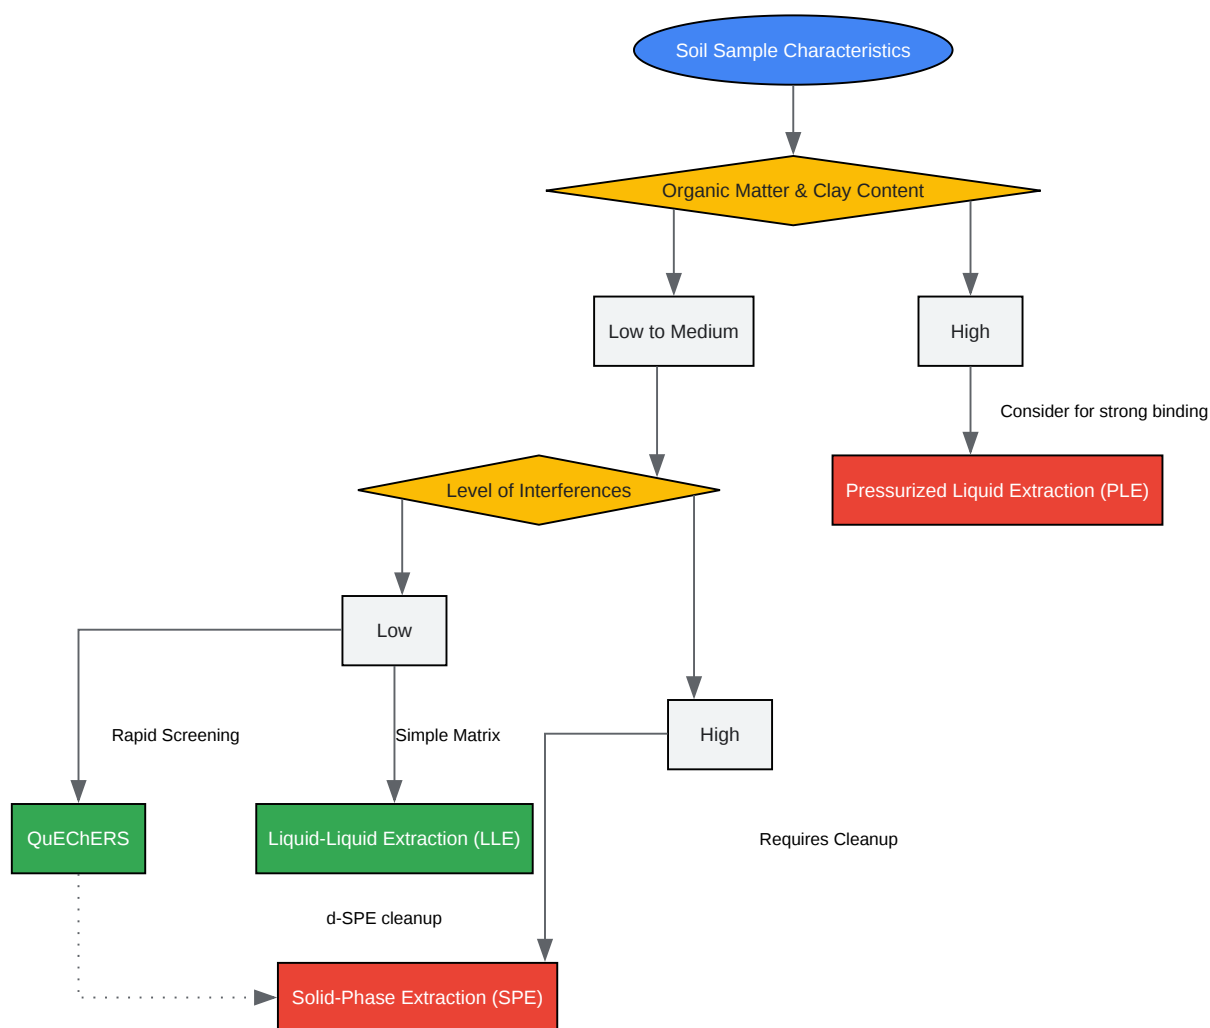 Soil Sample Characteristics
Organic Matter & Clay Content
Low to Medium
High
Consider for strong binding
Level of Interferences
Pressurized Liquid Extraction (PLE)
Low
High
Rapid Screening
Simple Matrix
QuEChERS
Liquid-Liquid Extraction (LLE)
Requires Cleanup
d-SPE cleanup
Solid-Phase Extraction (SPE)